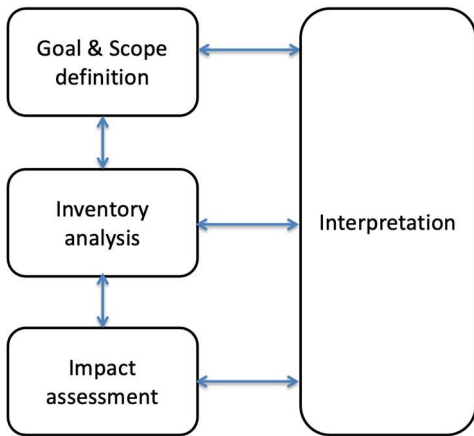 Goal & Scope
definition
Inventory
analysis
Interpretation
Impact
assessment